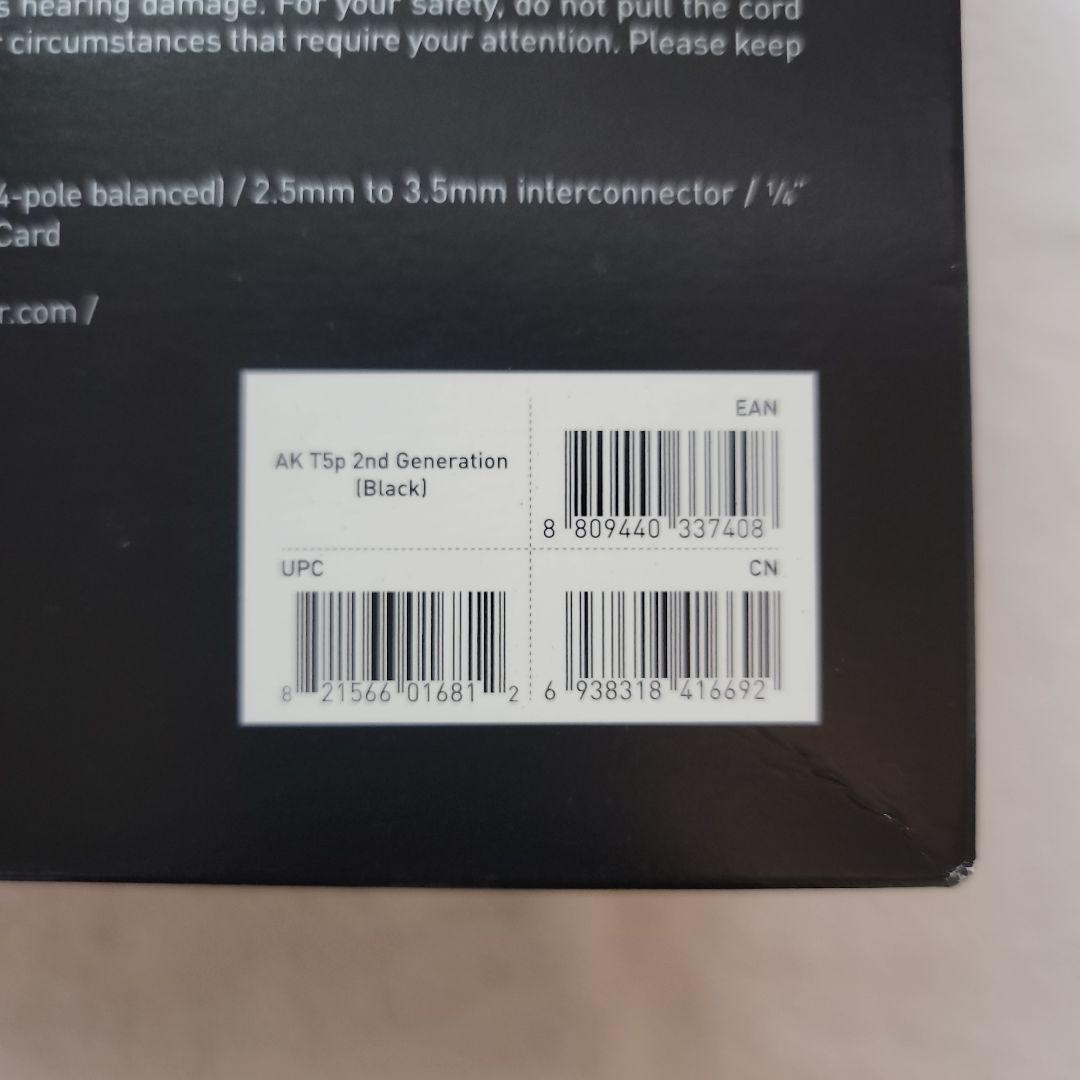 hearing damage. For your safety, do not pull the cord
circumstances that require your attention. Please keep
4-pole balanced) / 2.5mm to 3.5mm interconnector / ¼"
Card
r.com /
EAN
AK T5p 2nd Generation
(Black)
8 809440 337408
UPC
CN
8 21566 01681 2
6 938318 416692